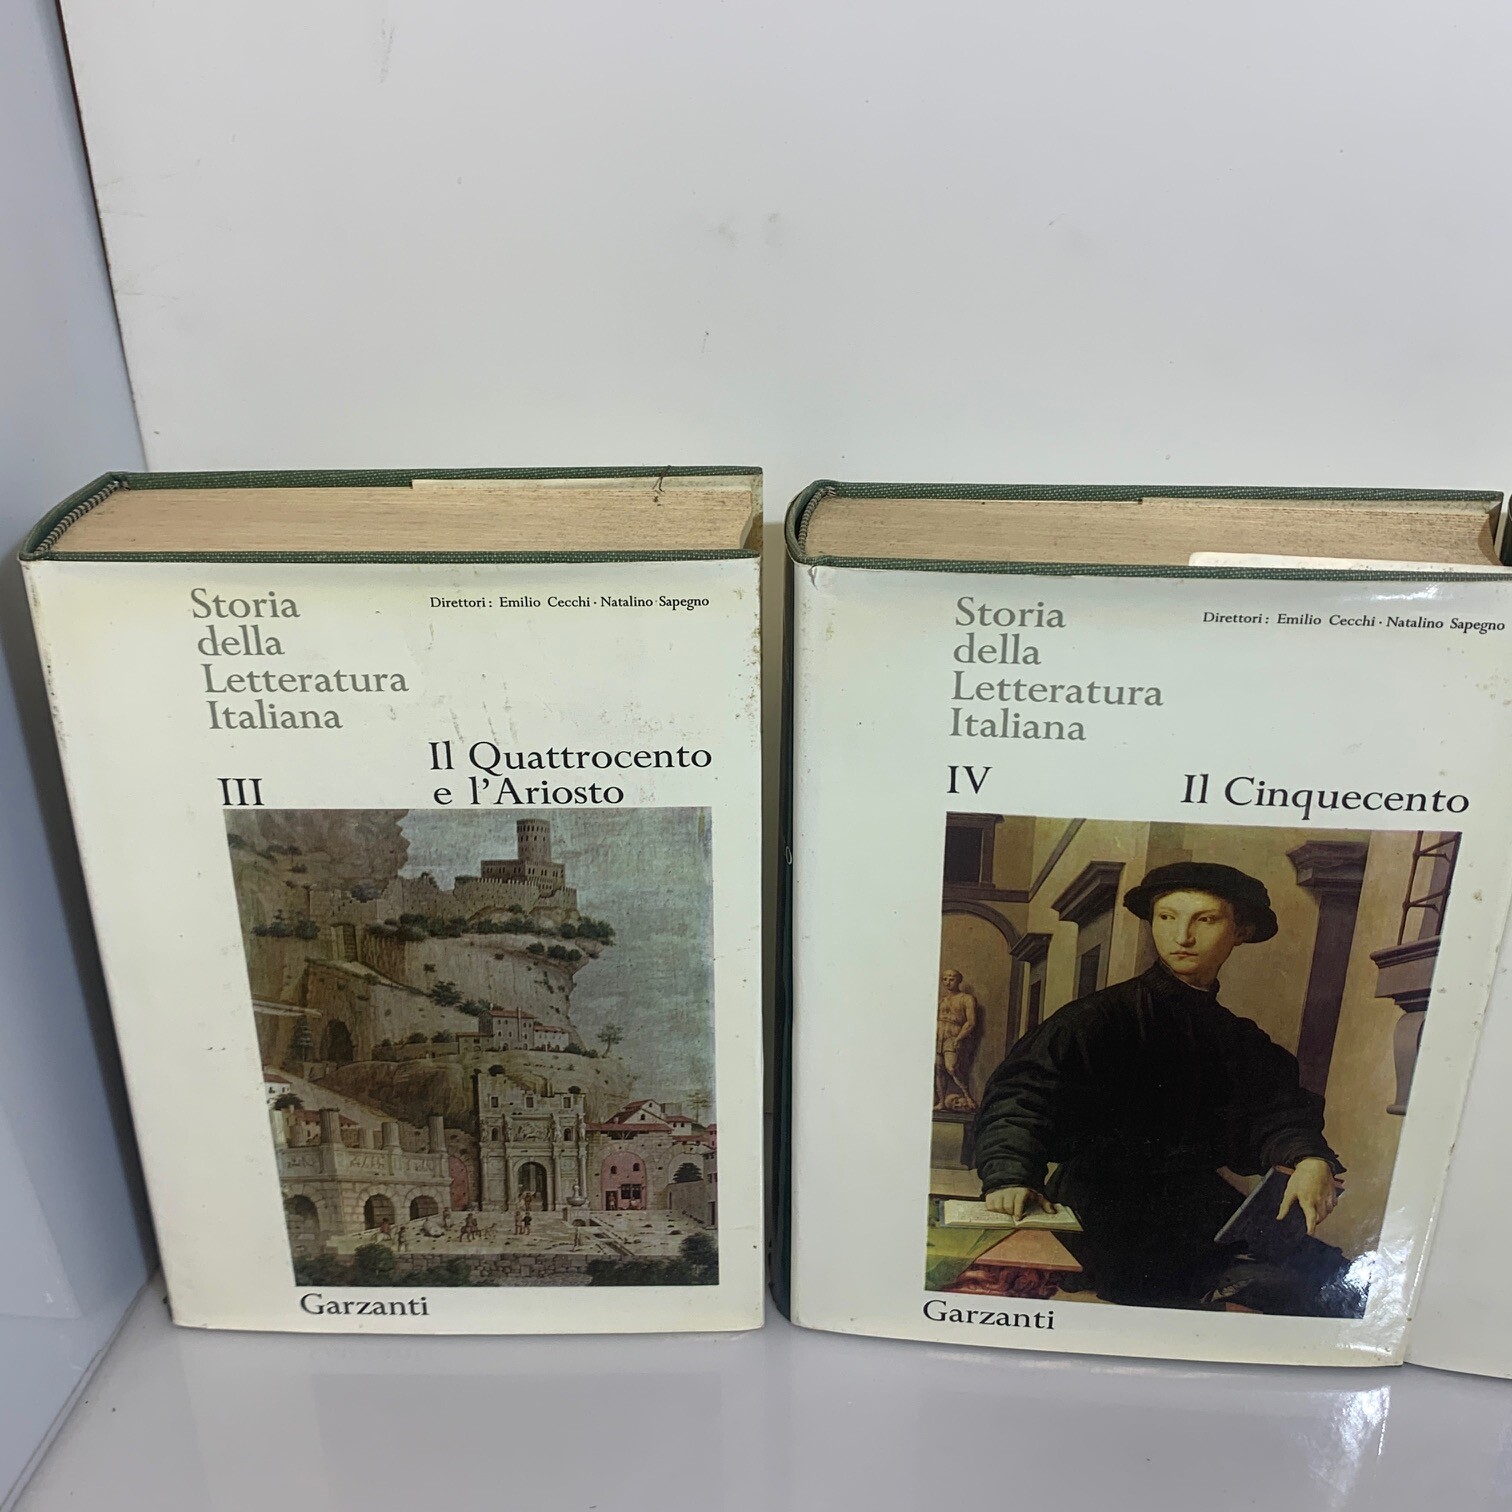 Storia
della
Letteratura
Italiana
Direttori: Emilio Cecchi · Natalino Sapegno
III
Il Quattrocento
e l'Ariosto
Garzanti
Storia
della
Letteratura
Italiana
Direttori: Emilio Cecchi · Natalino Sapegno
IV
Il Cinquecento
Garzanti